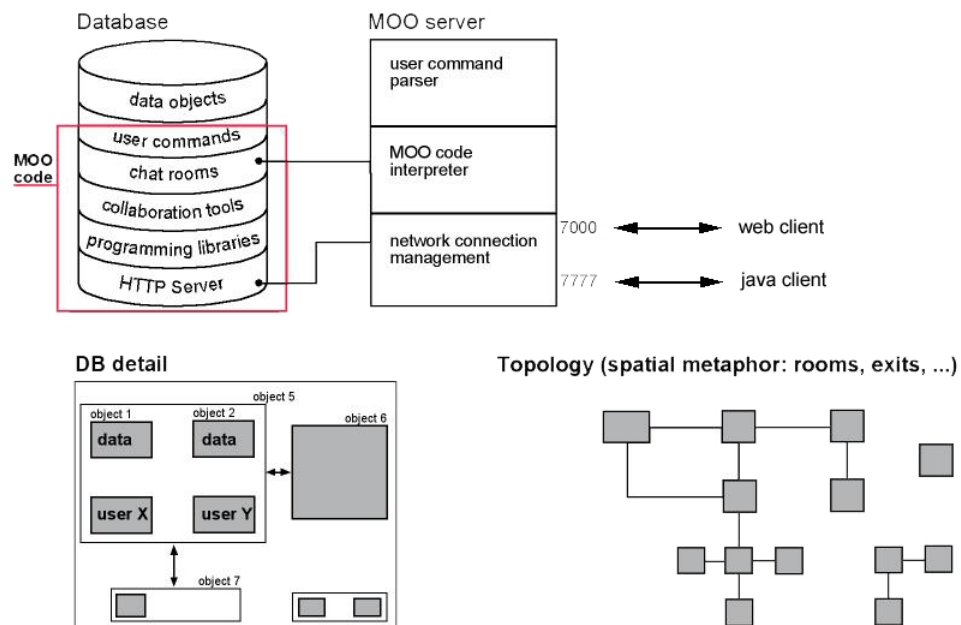 Database
MOO server
data objects
user commands
chat rooms
collaboration tools
programming libraries
HTTP Server
MOO
code
user command
parser
MOO code
interpreter
network connection
management
7000
web client
7777
java client
DB detail
object 5
object 1
object 2
object 6
data
data
user X
user Y
object 7
Topology (spatial metaphor: rooms, exits, ...)